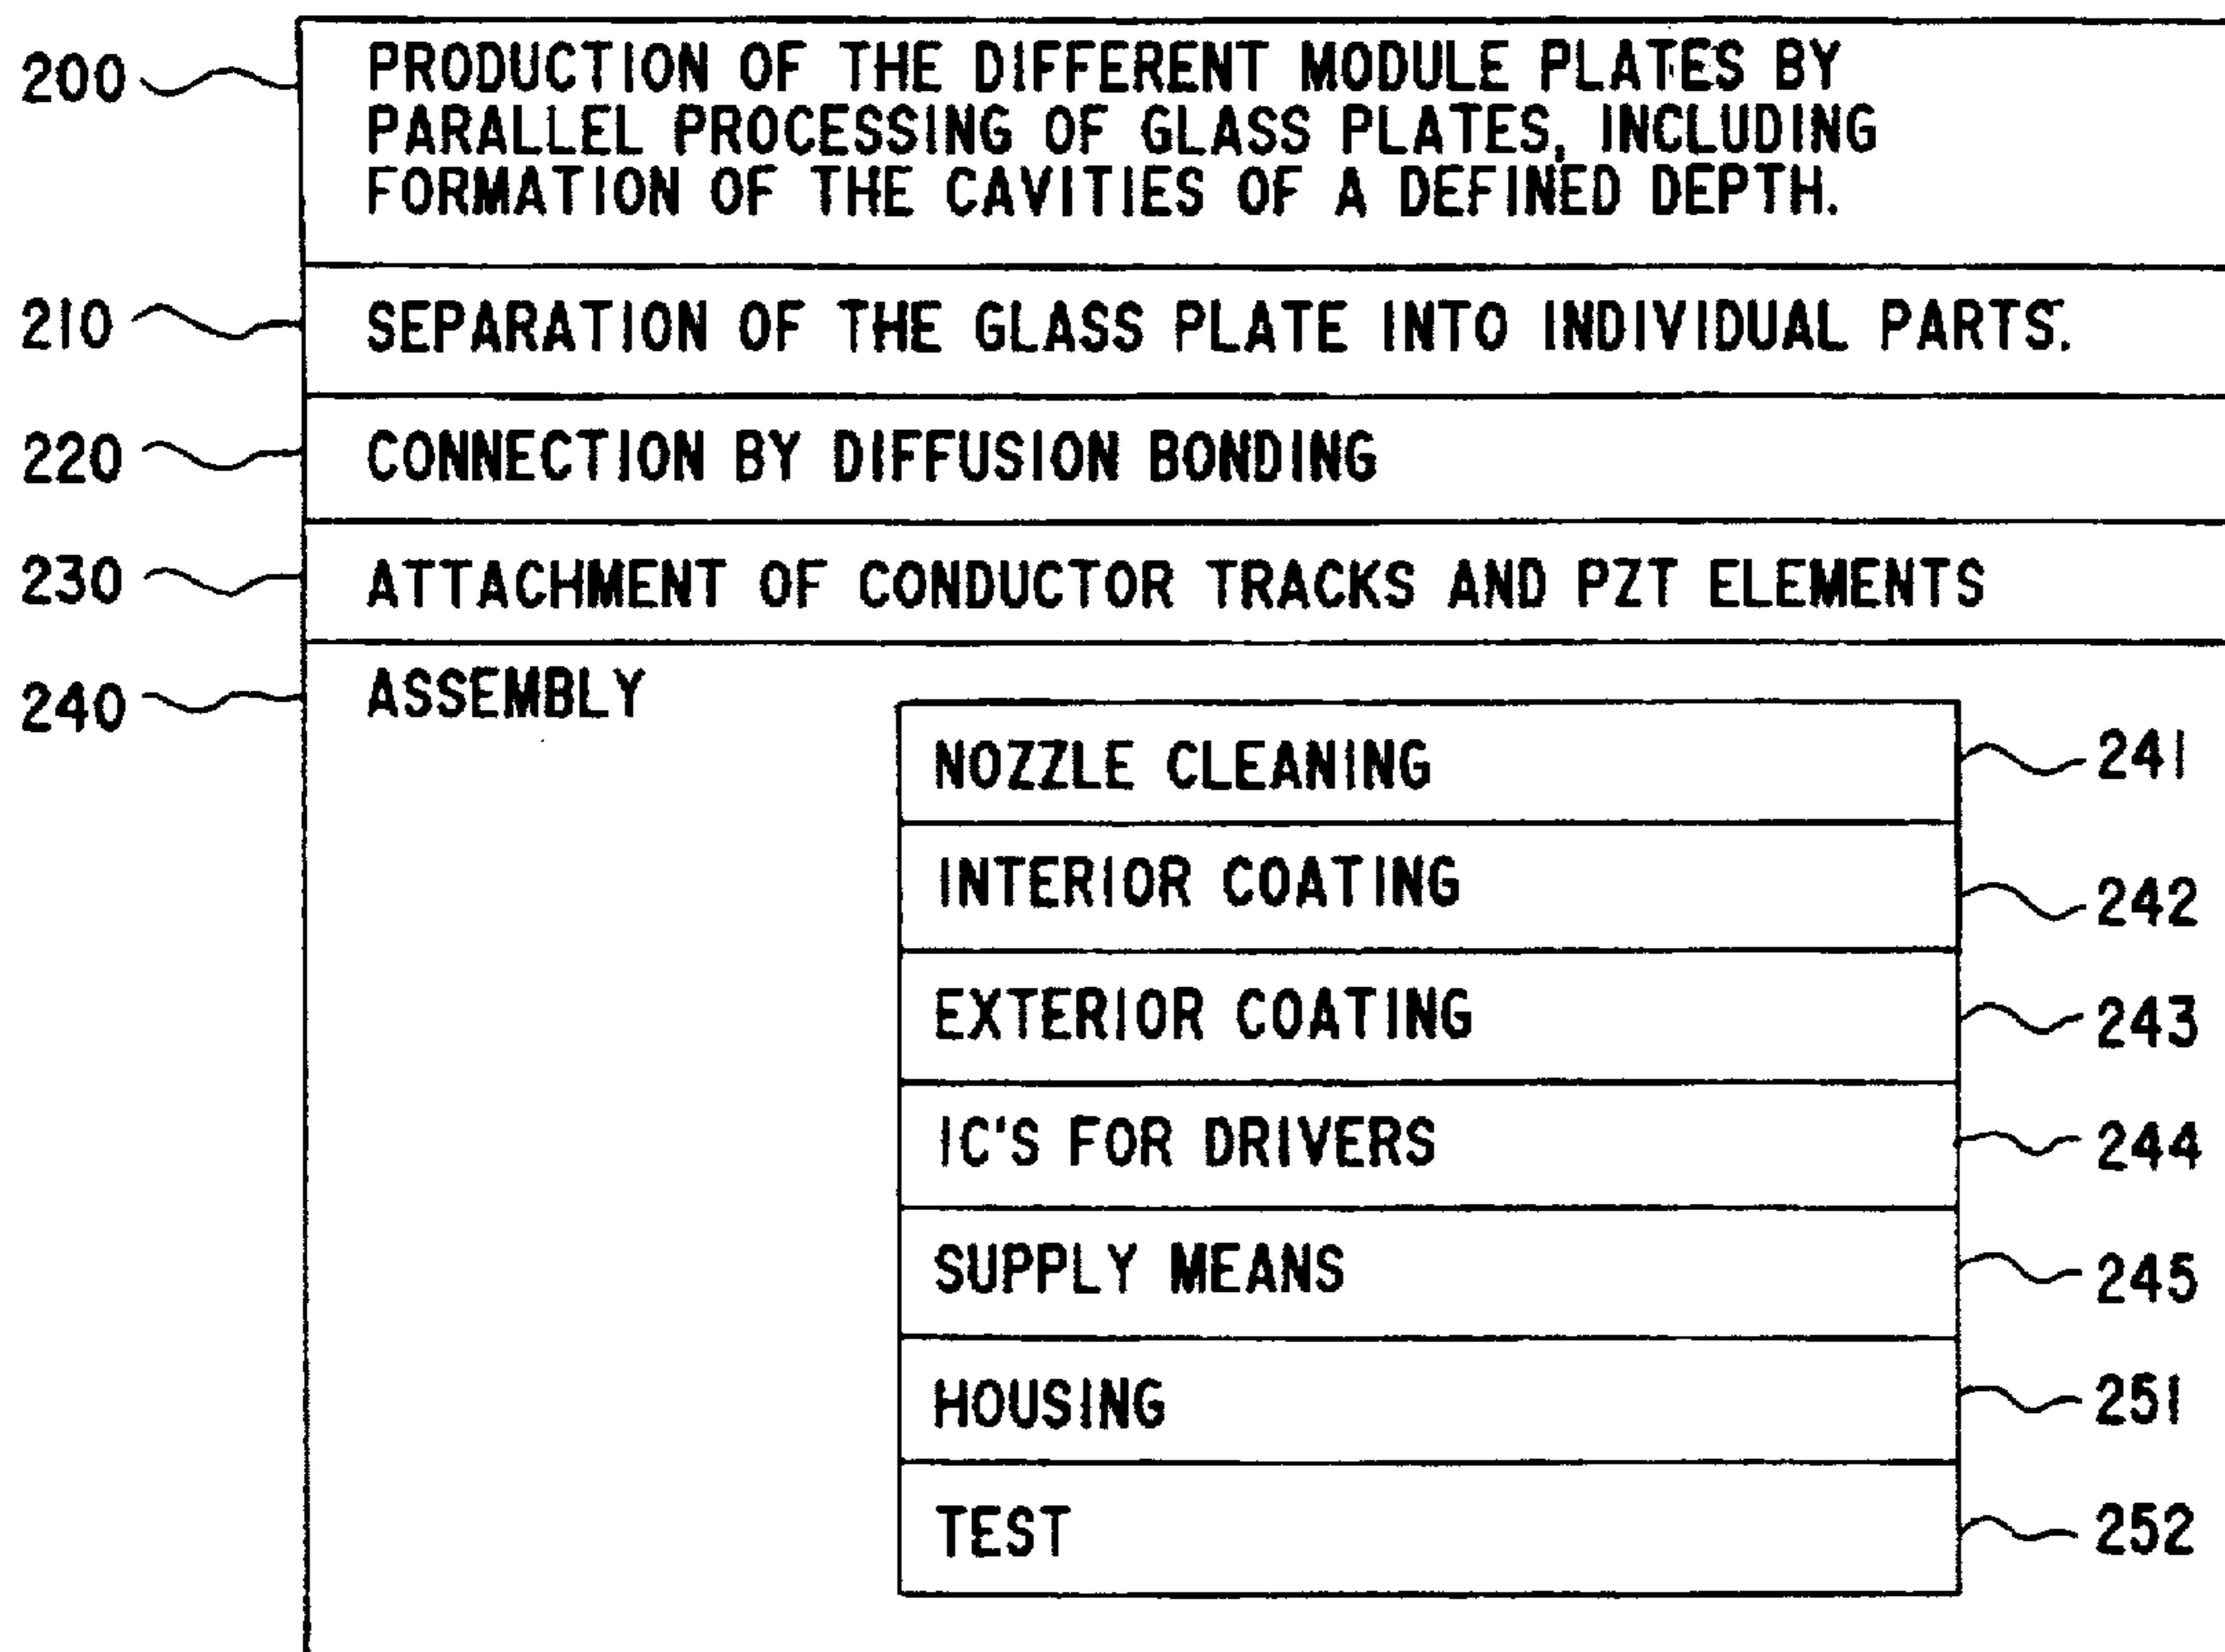 200 PRODUCTION OF THE DIFFERENT MODULE PLATES BY
PARALLEL PROCESSING OF GLASS PLATES, INCLUDING
FORMATION OF THE CAVITIES OF A DEFINED DEPTH.
210 SEPARATION OF THE GLASS PLATE INTO INDIVIDUAL PARTS.
220 CONNECTION BY DIFFUSION BONDING
230 ATTACHMENT OF CONDUCTOR TRACKS AND PZT ELEMENTS
240 ASSEMBLY
NOZZLE CLEANING 241
INTERIOR COATING 242
EXTERIOR COATING 243
IC'S FOR DRIVERS 244
SUPPLY MEANS 245
HOUSING 251
TEST 252